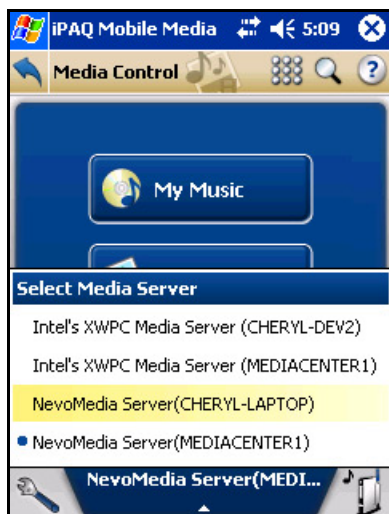 iPAQ Mobile Media 5:09
Media Control ?
My Music
Select Media Server
Intel's XWPC Media Server (CHERYL-DEV2)
Intel's XWPC Media Server (MEDIACENTER1)
NevoMedia Server(CHERYL-LAPTOP)
NevoMedia Server(MEDIACENTER1)
NevoMedia Server(MEDI...